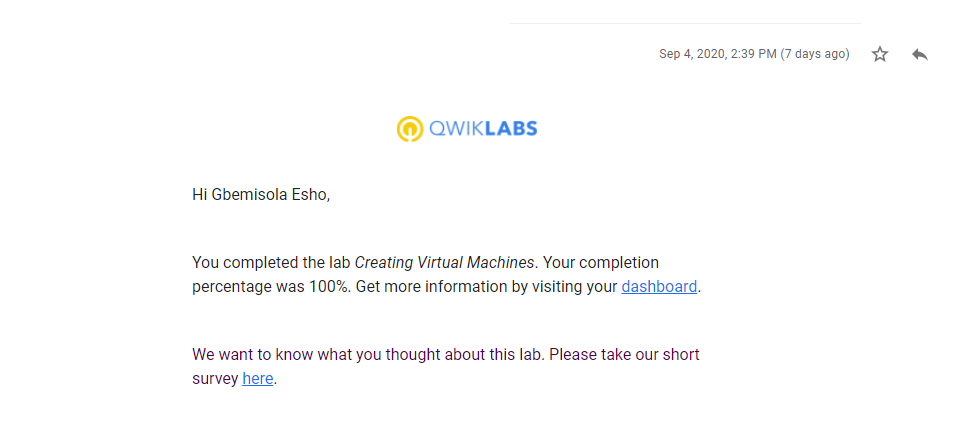 Sep 4, 2020, 2:39 PM (7 days ago)
QWIKLABS
Hi Gbemisola Esho,
You completed the lab Creating Virtual Machines. Your completion
percentage was 100%. Get more information by visiting your dashboard.
We want to know what you thought about this lab. Please take our short
survey here.